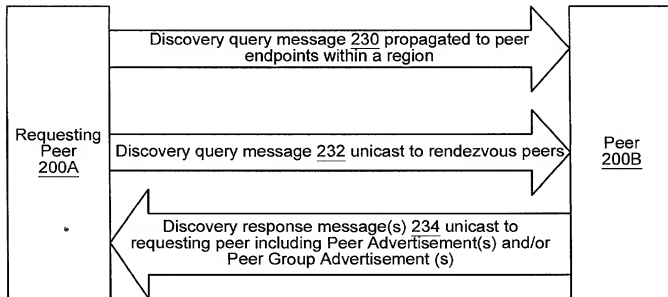 Discovery query message 230 propagated to peer
endpoints within a region
Requesting
Peer
200A
Discovery query message 232 unicast to rendezvous peers
Peer
200B
Discovery response message(s) 234 unicast to
requesting peer including Peer Advertisement(s) and/or
Peer Group Advertisement (s)